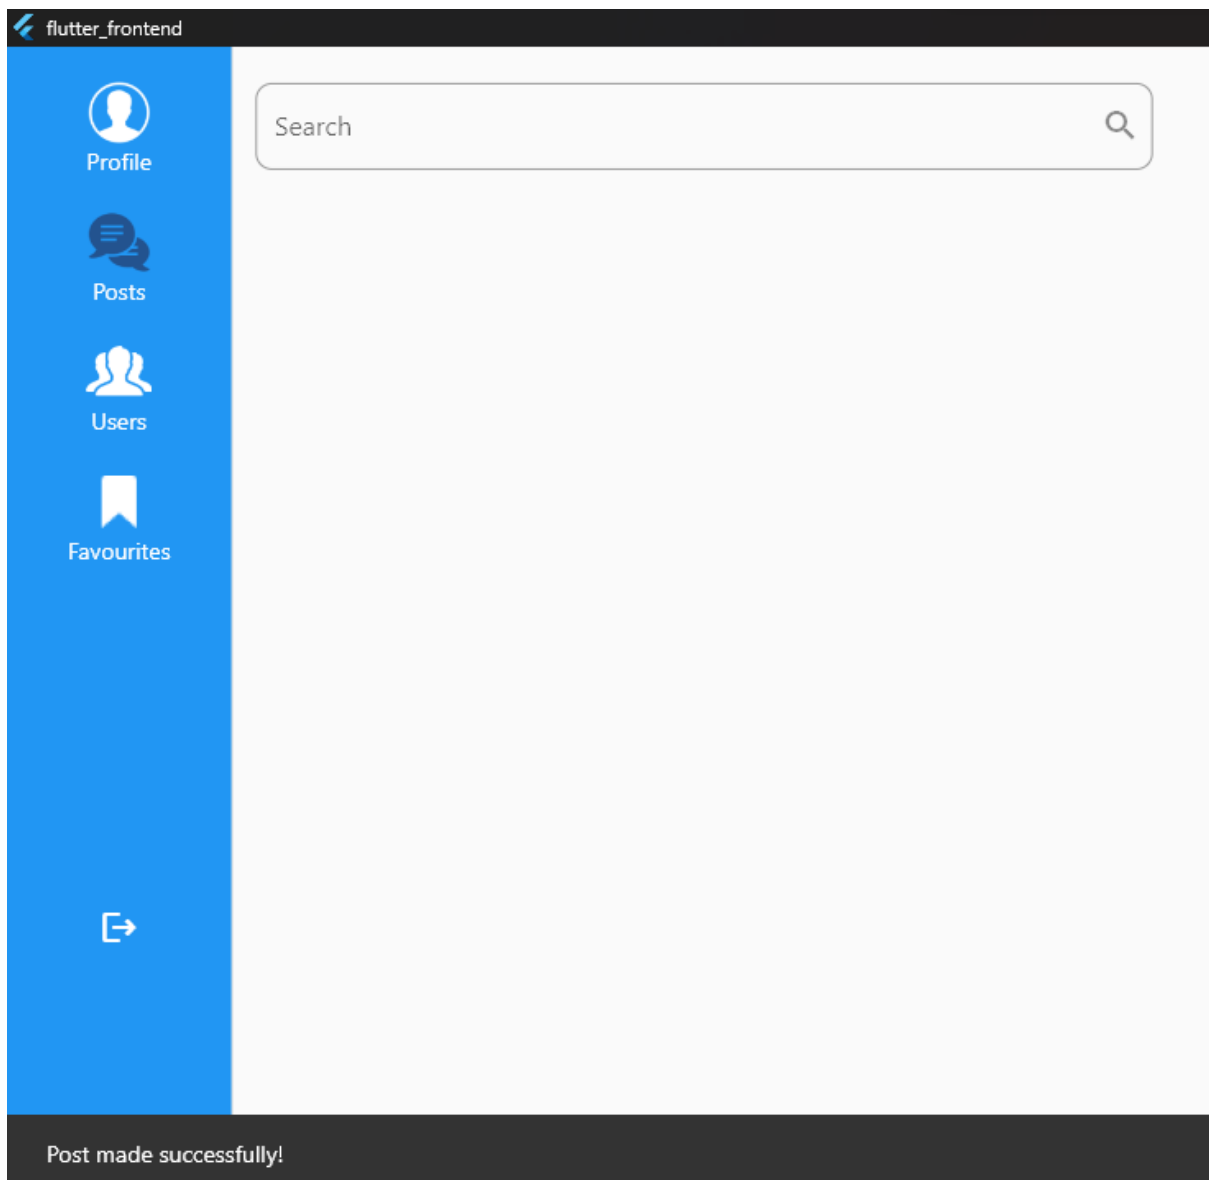 flutter_frontend
Profile
Search
Posts
Users
Favourites
Post made successfully!